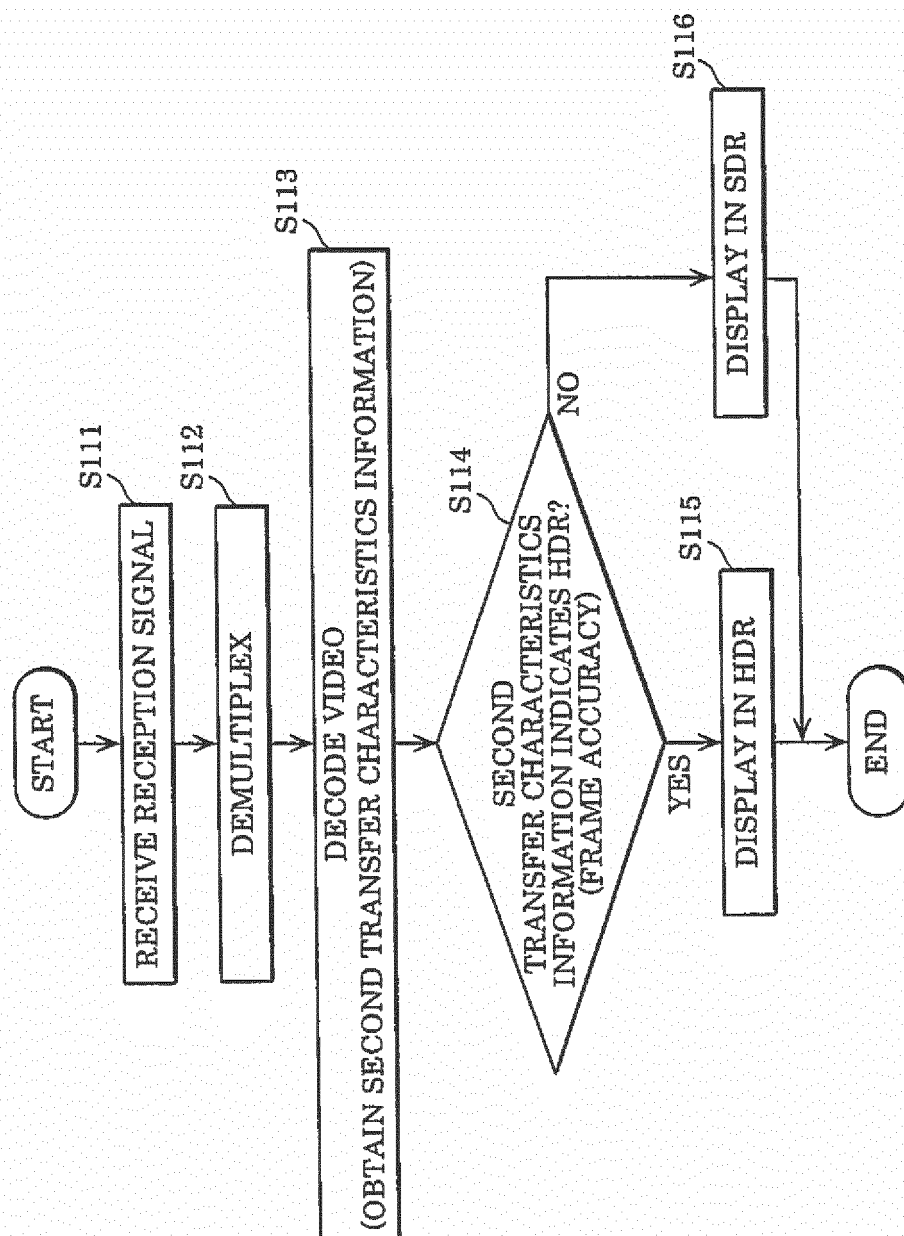 START
S111
RECEIVE RECEPTION SIGNAL
S112
DEMULTIPLEX
S113
DECODE VIDEO
(OBTAIN SECOND TRANSFER CHARACTERISTICS INFORMATION)
S114
SECOND
TRANSFER CHARACTERISTICS
INFORMATION INDICATES HDR?
(FRAME ACCURACY)
NO
YES
S115
DISPLAY IN HDR
S116
DISPLAY IN SDR
END